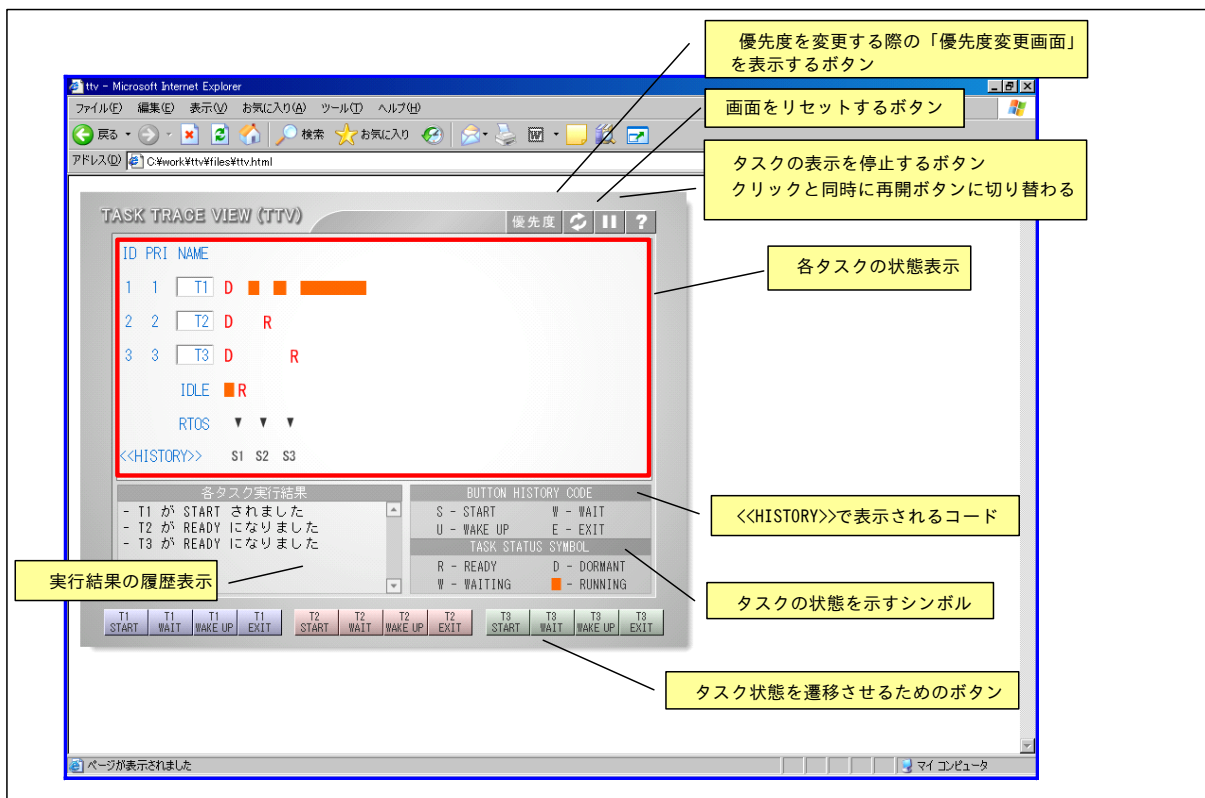 優先度を変更する際の「優先度変更画面」
を表示するボタン
ttv - Microsoft Internet Explorer
ファイル(F) 編集(E) 表示(V) お気に入り(A) ツール(T) ヘルプ(H)
画面をリセットするボタン
戻る 検索 お気に入り
アドレス(D) C:¥work¥ttv¥files¥ttv.html
タスクの表示を停止するボタン
クリックと同時に再開ボタンに切り替わる
TASK TRACE VIEW (TTV)
優先度 ?
ID PRI NAME
各タスクの状態表示
1 1 T1 D
2 2 T2 D R
3 3 T3 D R
IDLE R
RTOS ▼ ▼ ▼
<<HISTORY>> S1 S2 S3
各タスク実行結果
- T1 が START されました
- T2 が READY になりました
- T3 が READY になりました
BUTTON HISTORY CODE
S - START W - WAIT
U - WAKE UP E - EXIT
TASK STATUS SYMBOL
R - READY D - DORMANT
W - WAITING - RUNNING
<<HISTORY>>で表示されるコード
実行結果の履歴表示
タスクの状態を示すシンボル
T1 START T1 WAIT T1 WAKE UP T1 EXIT T2 START T2 WAIT T2 WAKE UP T2 EXIT T3 START T3 WAIT T3 WAKE UP T3 EXIT
タスク状態を遷移させるためのボタン
ページが表示されました
マイ コンピュータ